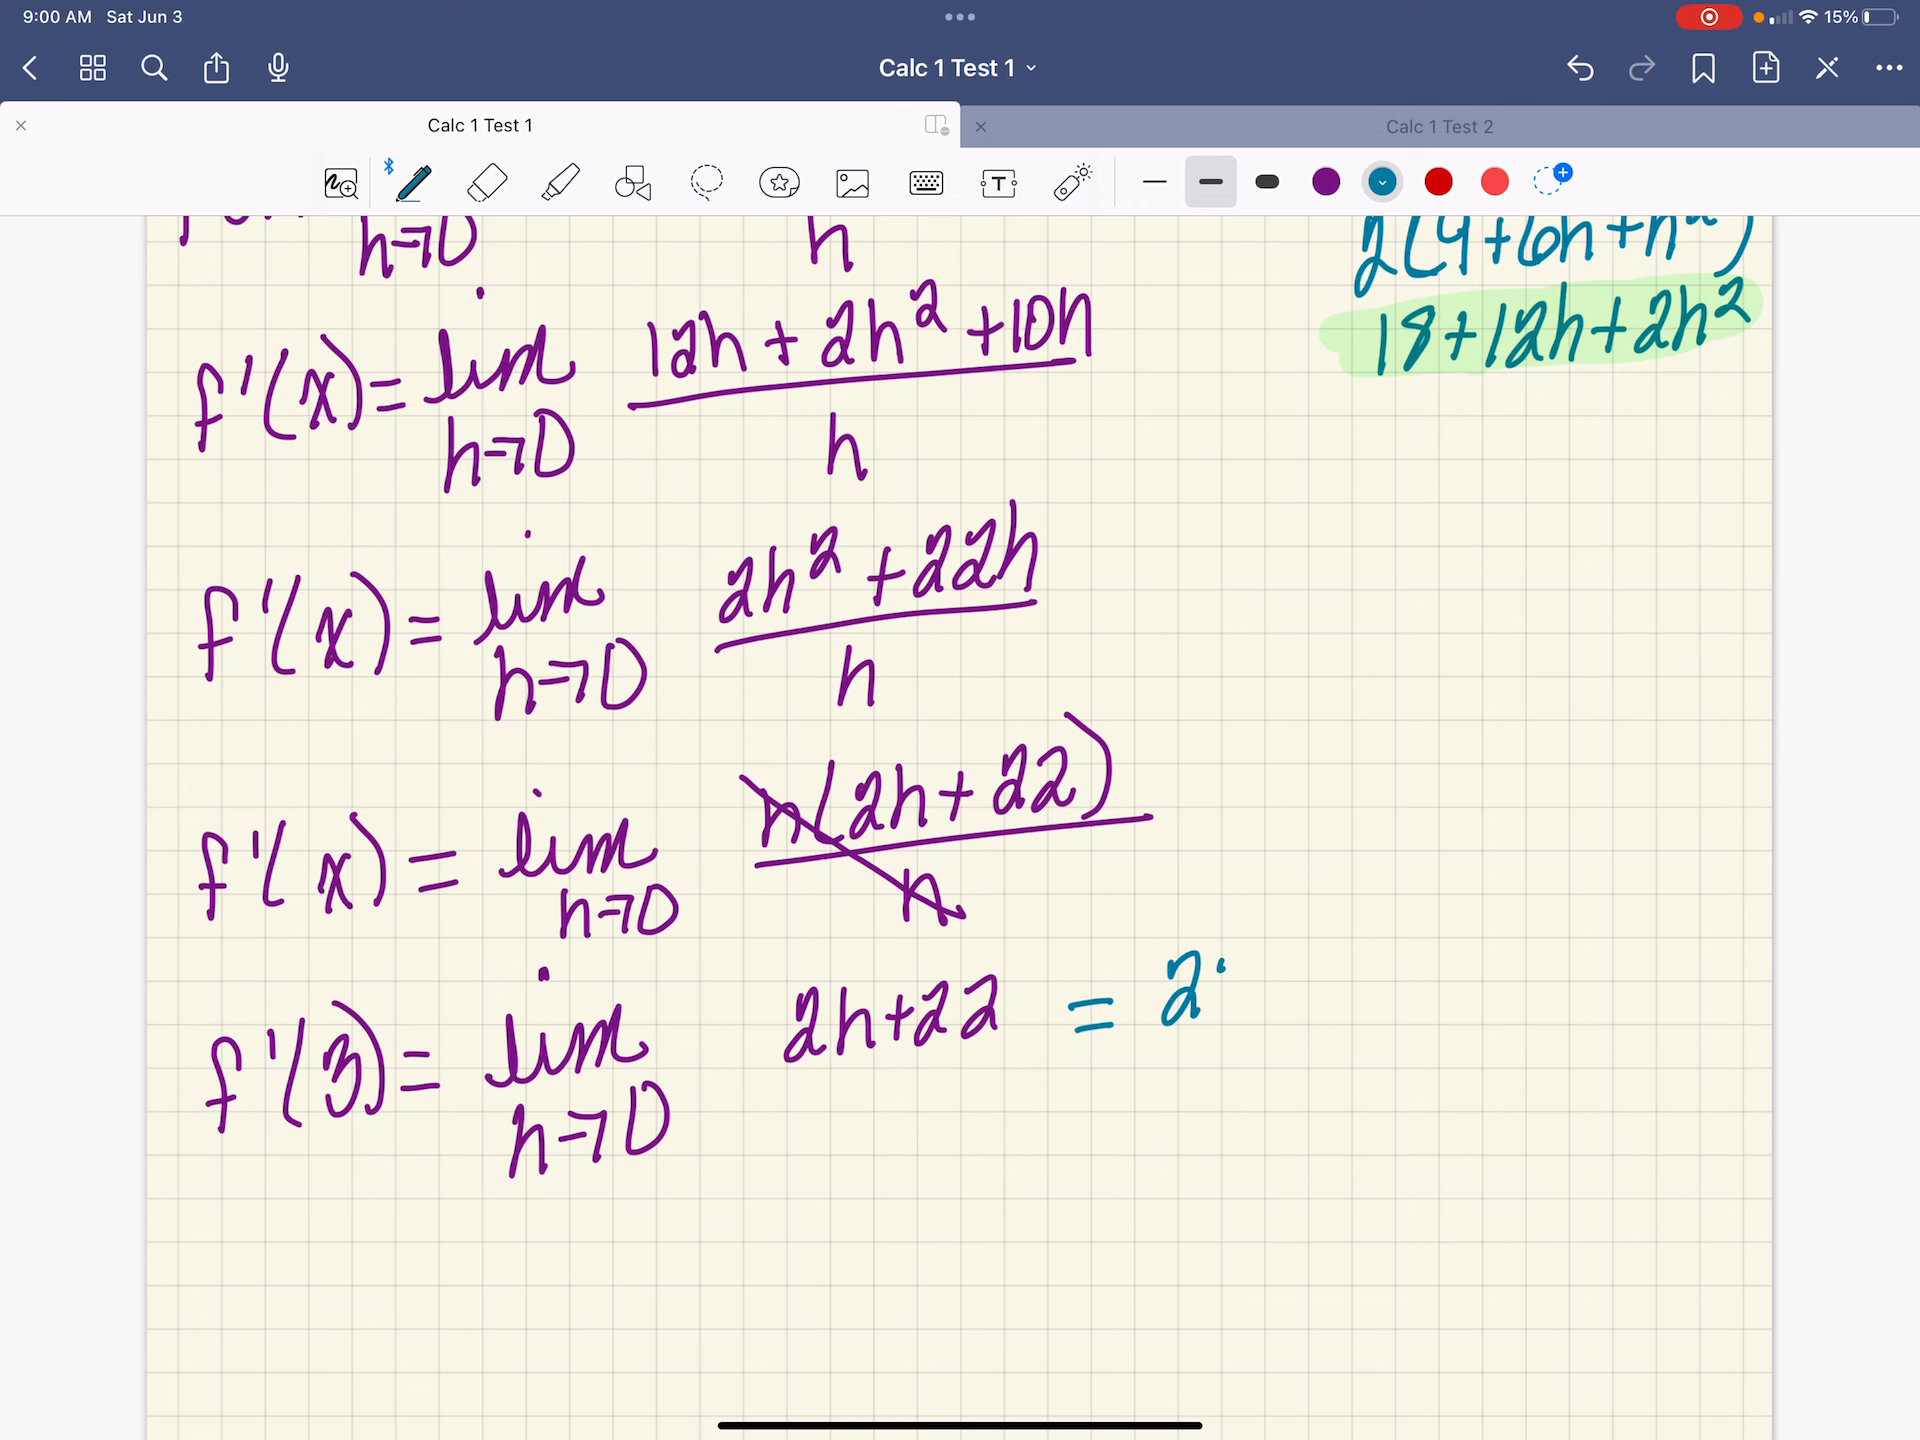 9:00 AM Sat Jun 3
15%
Calc 1 Test 1
Calc 1 Test 1
Calc 1 Test 2
h→0
h
2(9+6h+h²)
18+12h+2h²
f'(x)= lim 12h + 2h² +10h
h→0 h
f'(x)= lim 2h² +22h
h→0 h
f'(x)= lim h(2h+22)
h→0 h
f'(3)= lim 2h+22 = 2·
h→0